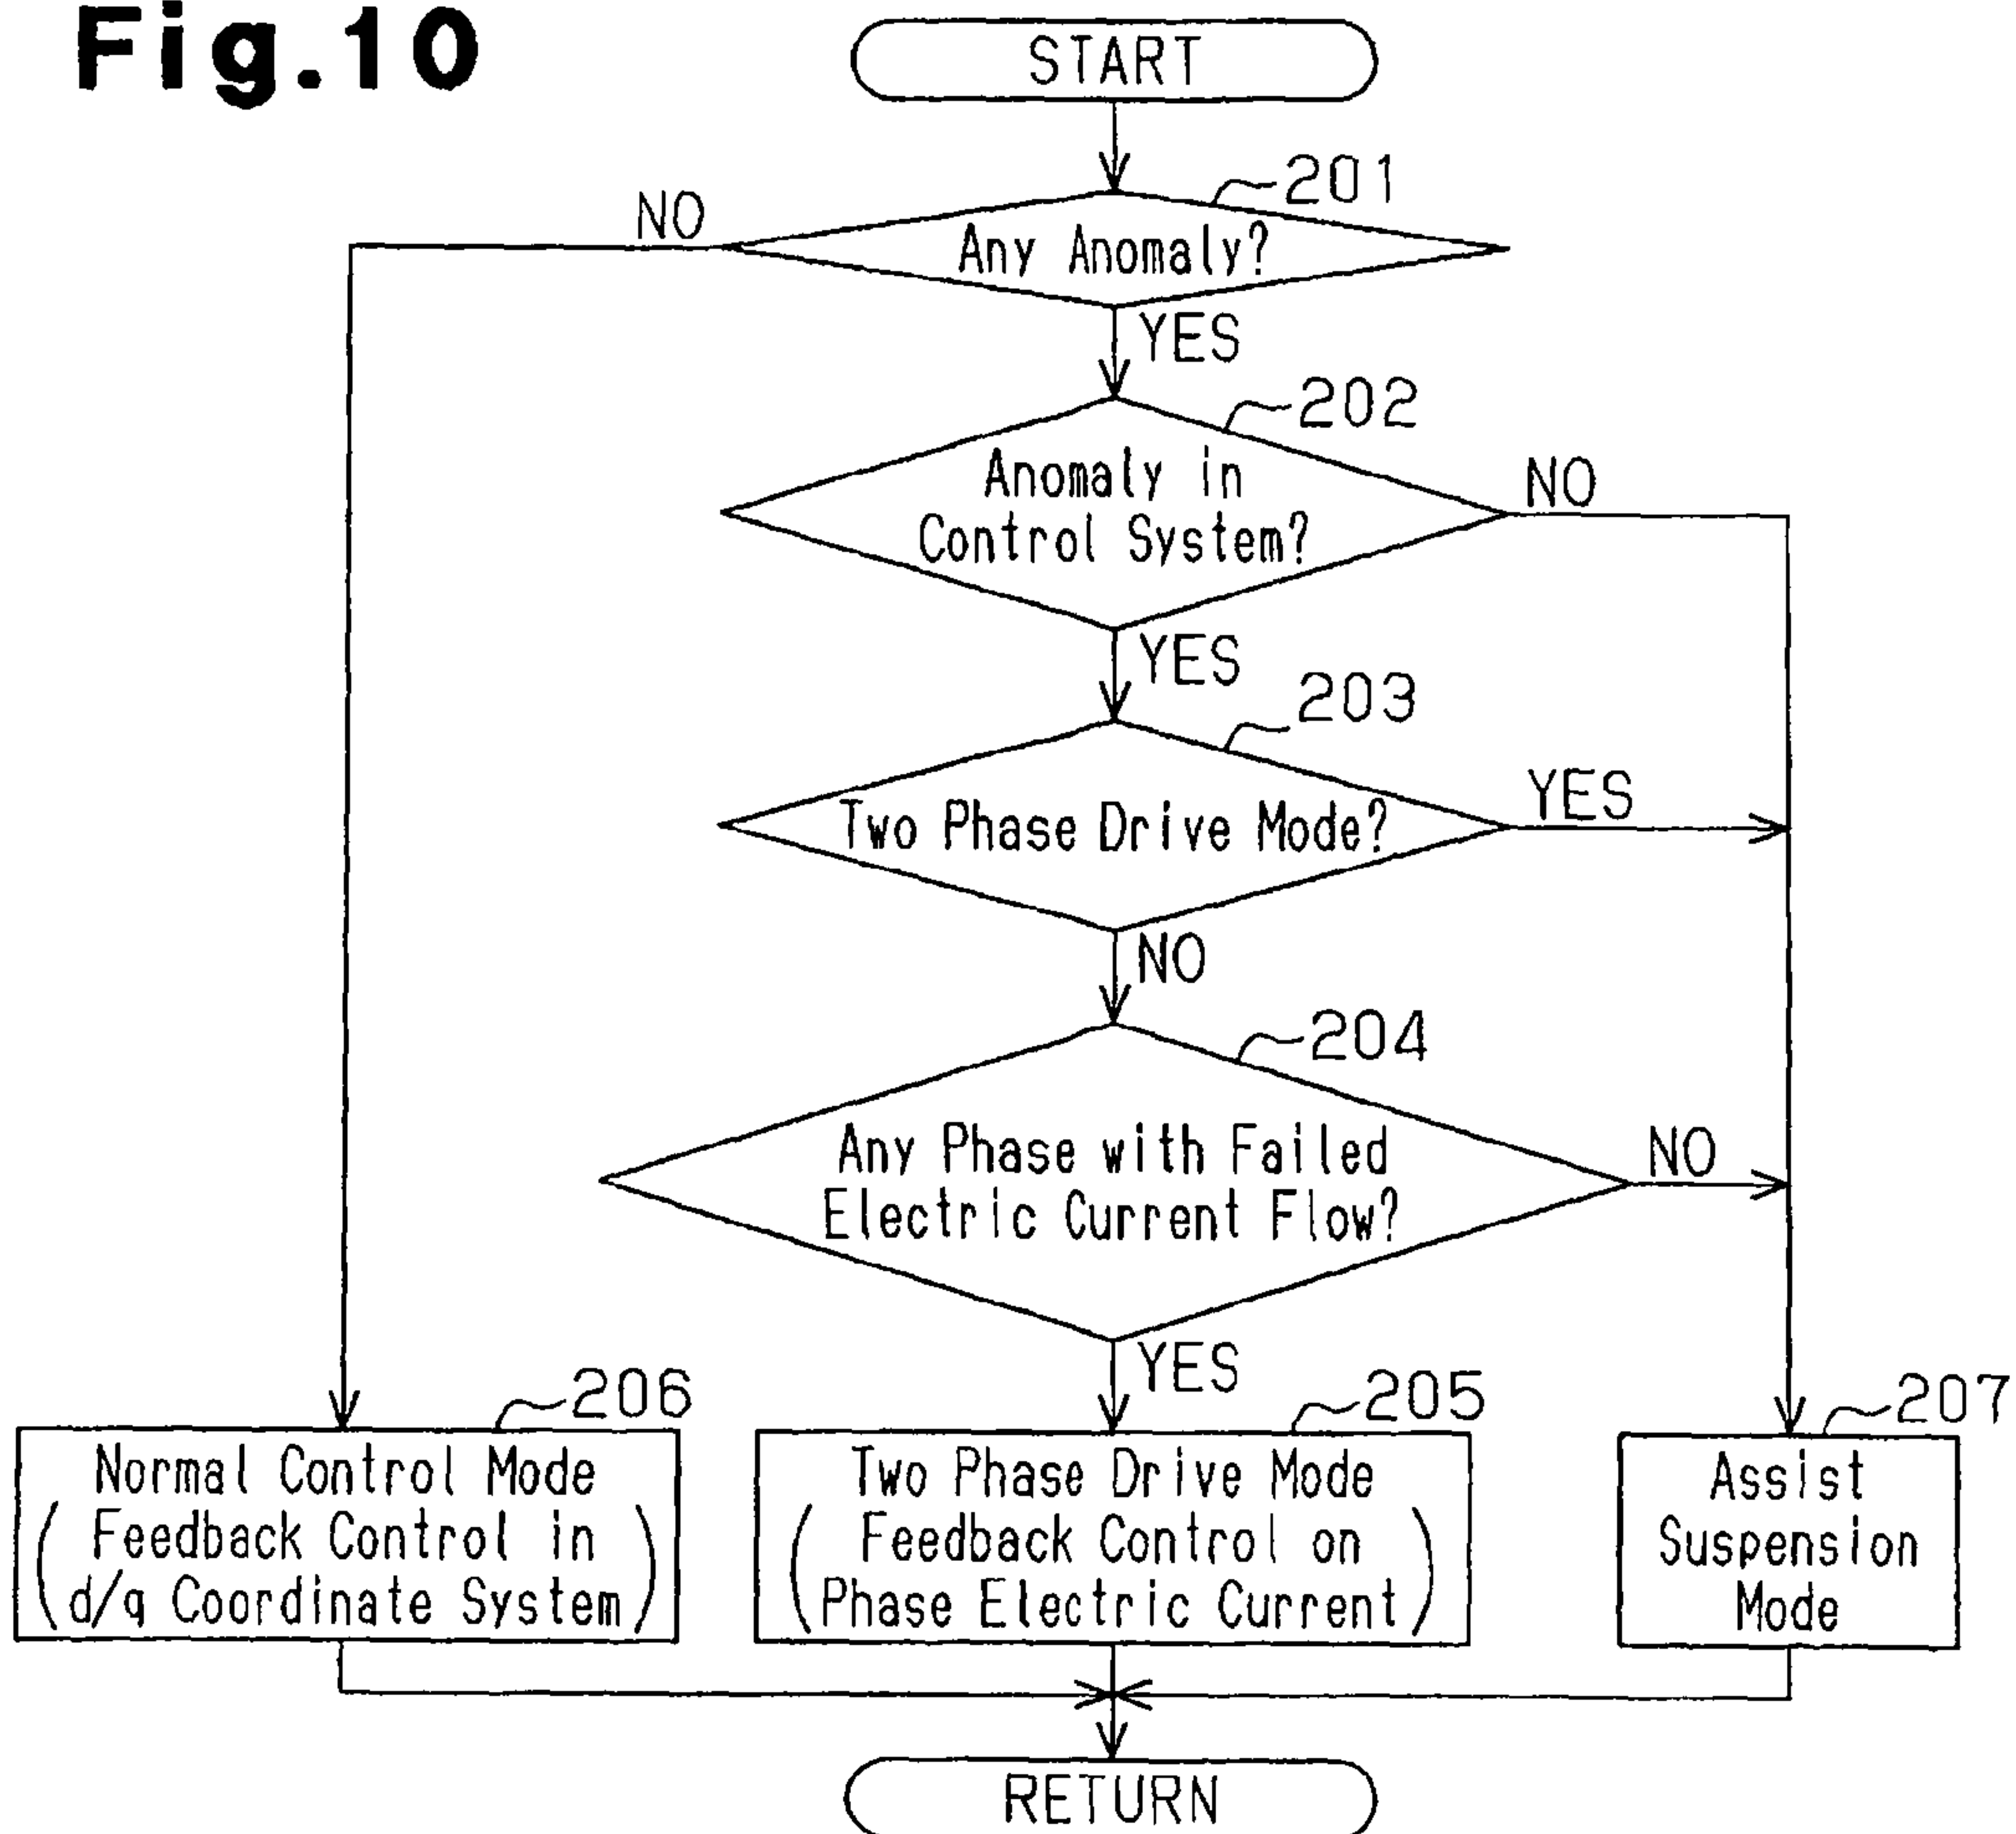 Fig.10
START
201
NO
Any Anomaly?
YES
202
Anomaly in
Control System?
NO
YES
203
Two Phase Drive Mode?
YES
NO
204
Any Phase with Failed
Electric Current Flow?
NO
YES
206
205
207
Normal Control Mode
(Feedback Control in
d/q Coordinate System)
Two Phase Drive Mode
(Feedback Control on
Phase Electric Current)
Assist
Suspension
Mode
RETURN